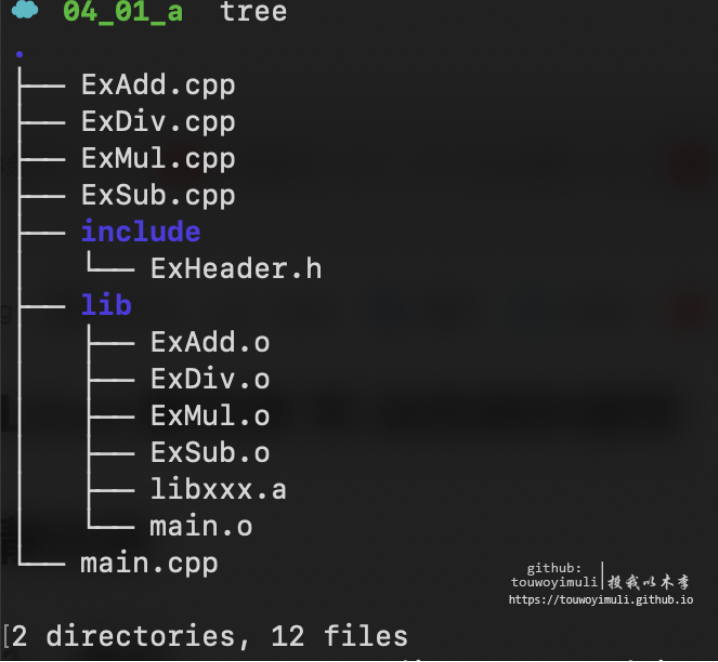 04_01_a tree
.
├── ExAdd.cpp
├── ExDiv.cpp
├── ExMul.cpp
├── ExSub.cpp
├── include
│   └── ExHeader.h
├── lib
│   ├── ExAdd.o
│   ├── ExDiv.o
│   ├── ExMul.o
│   ├── ExSub.o
│   ├── libxxx.a
│   └── main.o
└── main.cpp
github:
touwoyimuli
投我以木李
https://touwoyimuli.github.io
[2 directories, 12 files